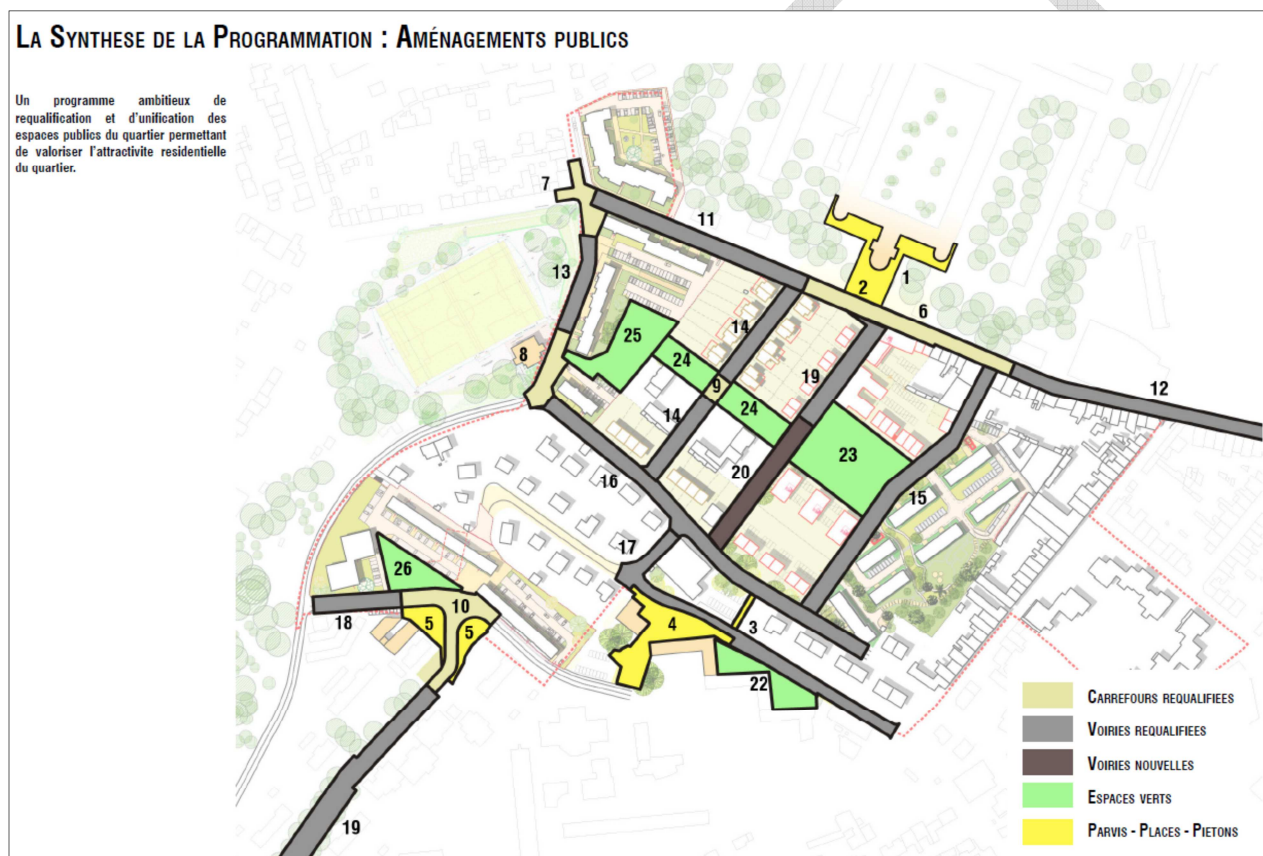 LA SYNTHESE DE LA PROGRAMMATION : AMÉNAGEMENTS PUBLICS
Un programme ambitieux de
requalification et d'unification des
espaces publics du quartier permettant
de valoriser l'attractivite residentielle
du quartier.
7
11
1
2
13
6
14
25
8
24
19
12
9
24
14
23
20
16
15
17
26
10
18
5
5
4
3
22
19
CARREFOURS REQUALIFIEES
VOIRIES REQUALIFIEES
VOIRIES NOUVELLES
ESPACES VERTS
PARVIS - PLACES - PIETONS